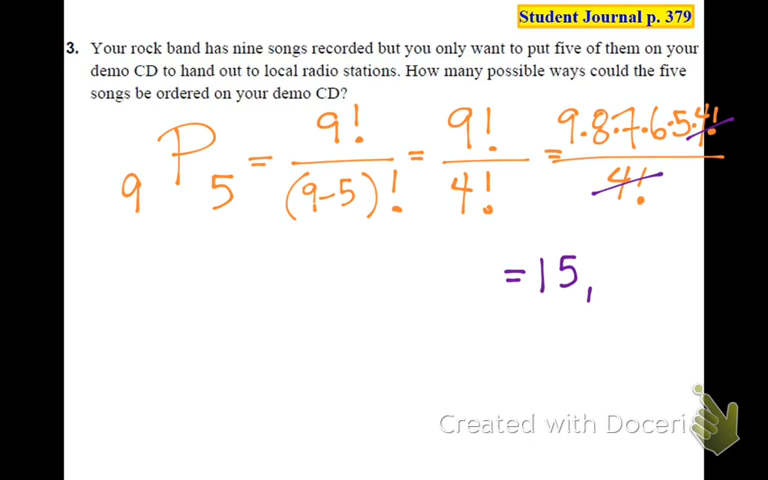 Student Journal p. 379
3. Your rock band has nine songs recorded but you only want to put five of them on your
demo CD to hand out to local radio stations. How many possible ways could the five
songs be ordered on your demo CD?
9 P 5 = 9! / (9-5)! = 9! / 4! = 9·8·7·6·5·4! / 4!
= 15,
Created with Doceri